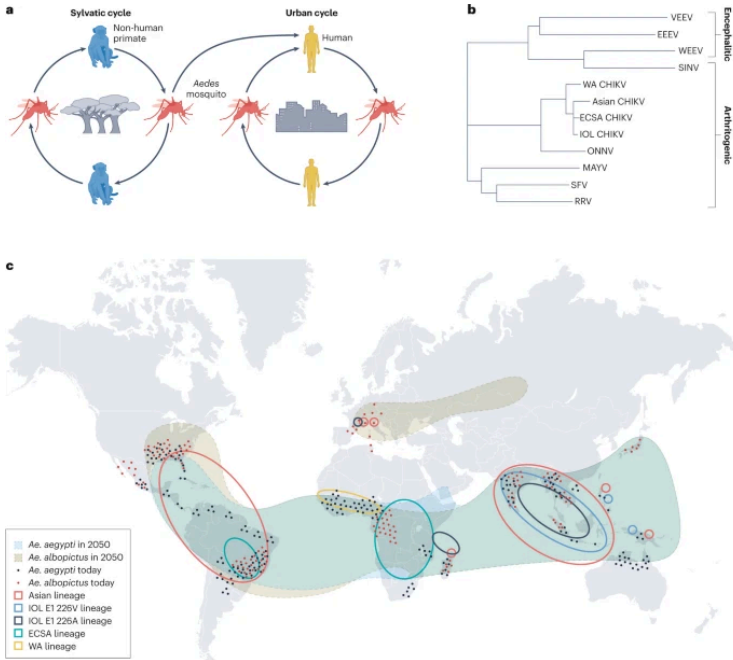 a
Sylvatic cycle
Urban cycle
Non-human
primate
Human
Aedes
mosquito
b
VEEV
EEEV
WEEV
SINV
WA CHIKV
Asian CHIKV
ECSA CHIKV
IOL CHIKV
ONNV
MAYV
SFV
RRV
Encephalitic
Arthritogenic
c
Ae. aegypti in 2050
Ae. albopictus in 2050
Ae. aegypti today
Ae. albopictus today
Asian lineage
IOL E1 226V lineage
IOL E1 226A lineage
ECSA lineage
WA lineage